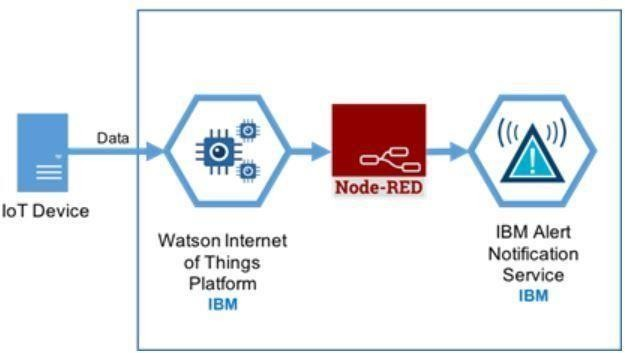 Data
IoT Device
Watson Internet
of Things
Platform
IBM
Node-RED
IBM Alert
Notification
Service
IBM